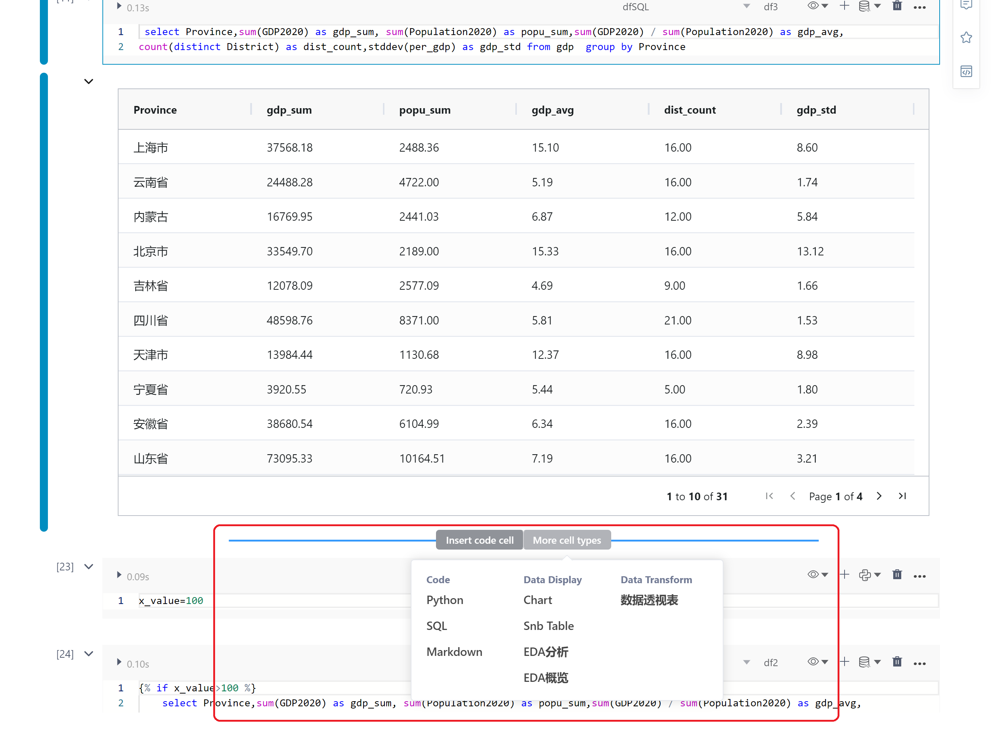 0.13s dfSQL df3
1 select Province,sum(GDP2020) as gdp_sum, sum(Population2020) as popu_sum,sum(GDP2020) / sum(Population2020) as gdp_avg,
2 count(distinct District) as dist_count,stddev(per_gdp) as gdp_std from gdp  group by Province
Province gdp_sum popu_sum gdp_avg dist_count gdp_std
上海市 37568.18 2488.36 15.10 16.00 8.60
云南省 24488.28 4722.00 5.19 16.00 1.74
内蒙古 16769.95 2441.03 6.87 12.00 5.84
北京市 33549.70 2189.00 15.33 16.00 13.12
吉林省 12078.09 2577.09 4.69 9.00 1.66
四川省 48598.76 8371.00 5.81 21.00 1.53
天津市 13984.44 1130.68 12.37 16.00 8.98
宁夏省 3920.55 720.93 5.44 5.00 1.80
安徽省 38680.54 6104.99 6.34 16.00 2.39
山东省 73095.33 10164.51 7.19 16.00 3.21
1 to 10 of 31 Page 1 of 4
Insert code cell More cell types
[23] 0.09s
1 x_value=100
Code Data Display Data Transform
Python Chart 数据透视表
SQL Snb Table
Markdown EDA分析
EDA概览
[24] 0.10s df2
1 {% if x_value>100 %}
2 select Province,sum(GDP2020) as gdp_sum, sum(Population2020) as popu_sum,sum(GDP2020) / sum(Population2020) as gdp_avg,